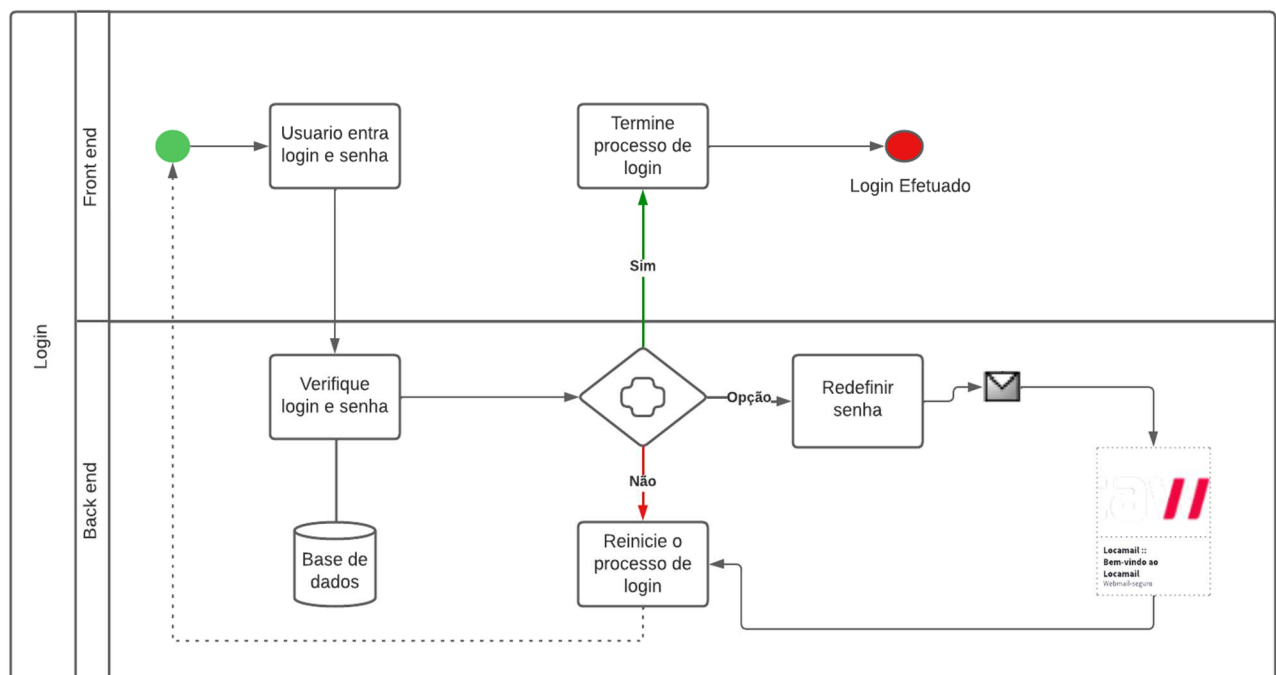 Login
Front end
Usuario entra
login e senha
Termine
processo de
login
Login Efetuado
Sim
Back end
Verifique
login e senha
Opção
Redefinir
senha
Não
Base de
dados
Reinicie o
processo de
login
Locamail ::
Bem-vindo ao
Locamail
Webmail-seguro